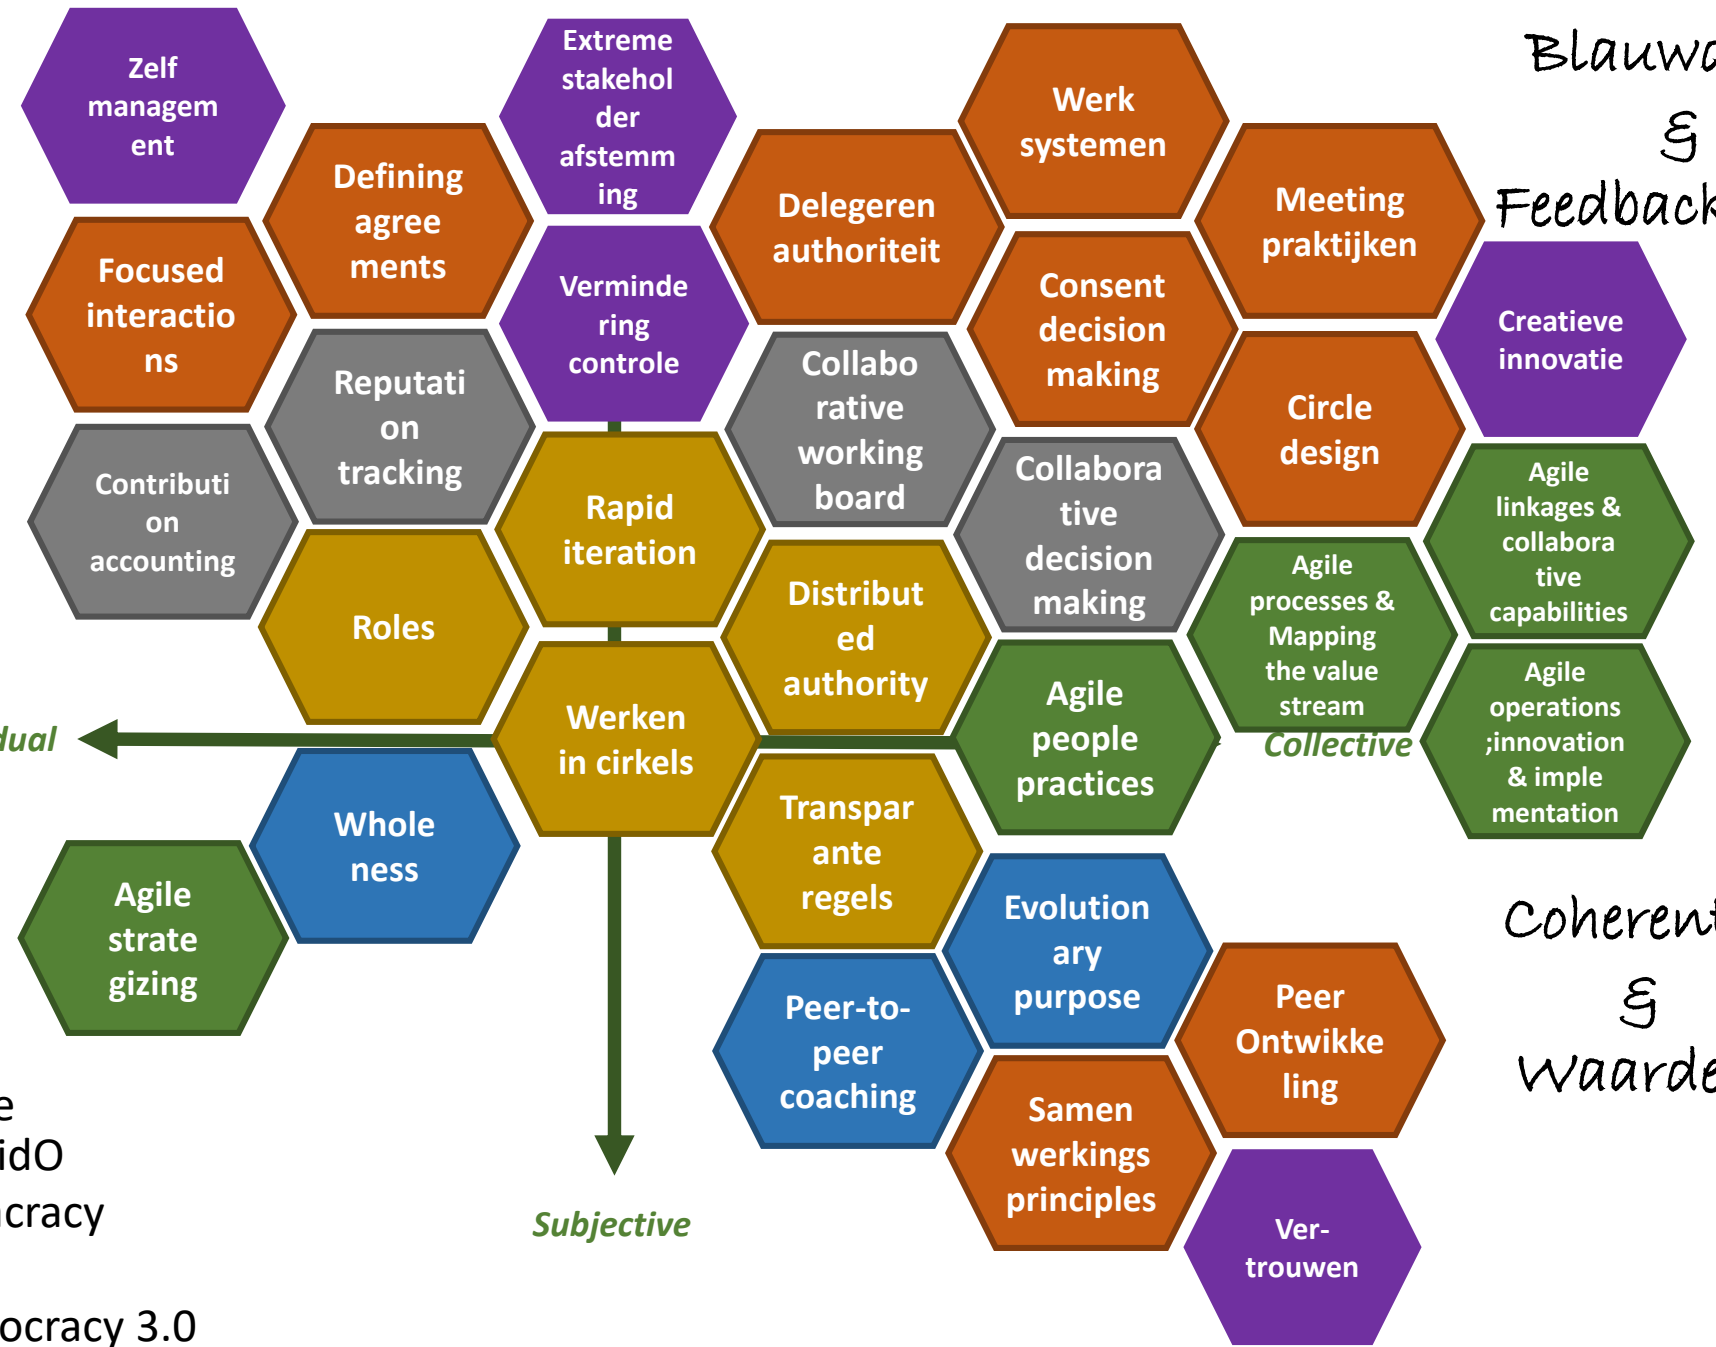 Zelf
managem
ent
Extreme
stakehol
der
afstemm
ing
Werk
systemen
Blauwd
&
Feedback
Defining
agree
ments
Delegeren
authoriteit
Meeting
praktijken
Focused
interactio
ns
Verminde
ring
controle
Consent
decision
making
Creatieve
innovatie
Reputati
on
tracking
Collabo
rative
working
board
Circle
design
Contributi
on
accounting
Rapid
iteration
Collabora
tive
decision
making
Agile
linkages &
collabora
tive
capabilities
Roles
Distribut
ed
authority
Agile
processes &
Mapping
the value
stream
Werken
in cirkels
Agile
people
practices
Agile
operations
;innovation
& imple
mentation
dual
Collective
Whole
ness
Transpar
ante
regels
Agile
strate
gizing
Evolution
ary
purpose
Coherent
&
Waarde
Peer-to-
peer
coaching
Peer
Ontwikke
ling
Samen
werkings
principles
Ver-
trouwen
Subjective
e
idO
acracy
ocracy 3.0